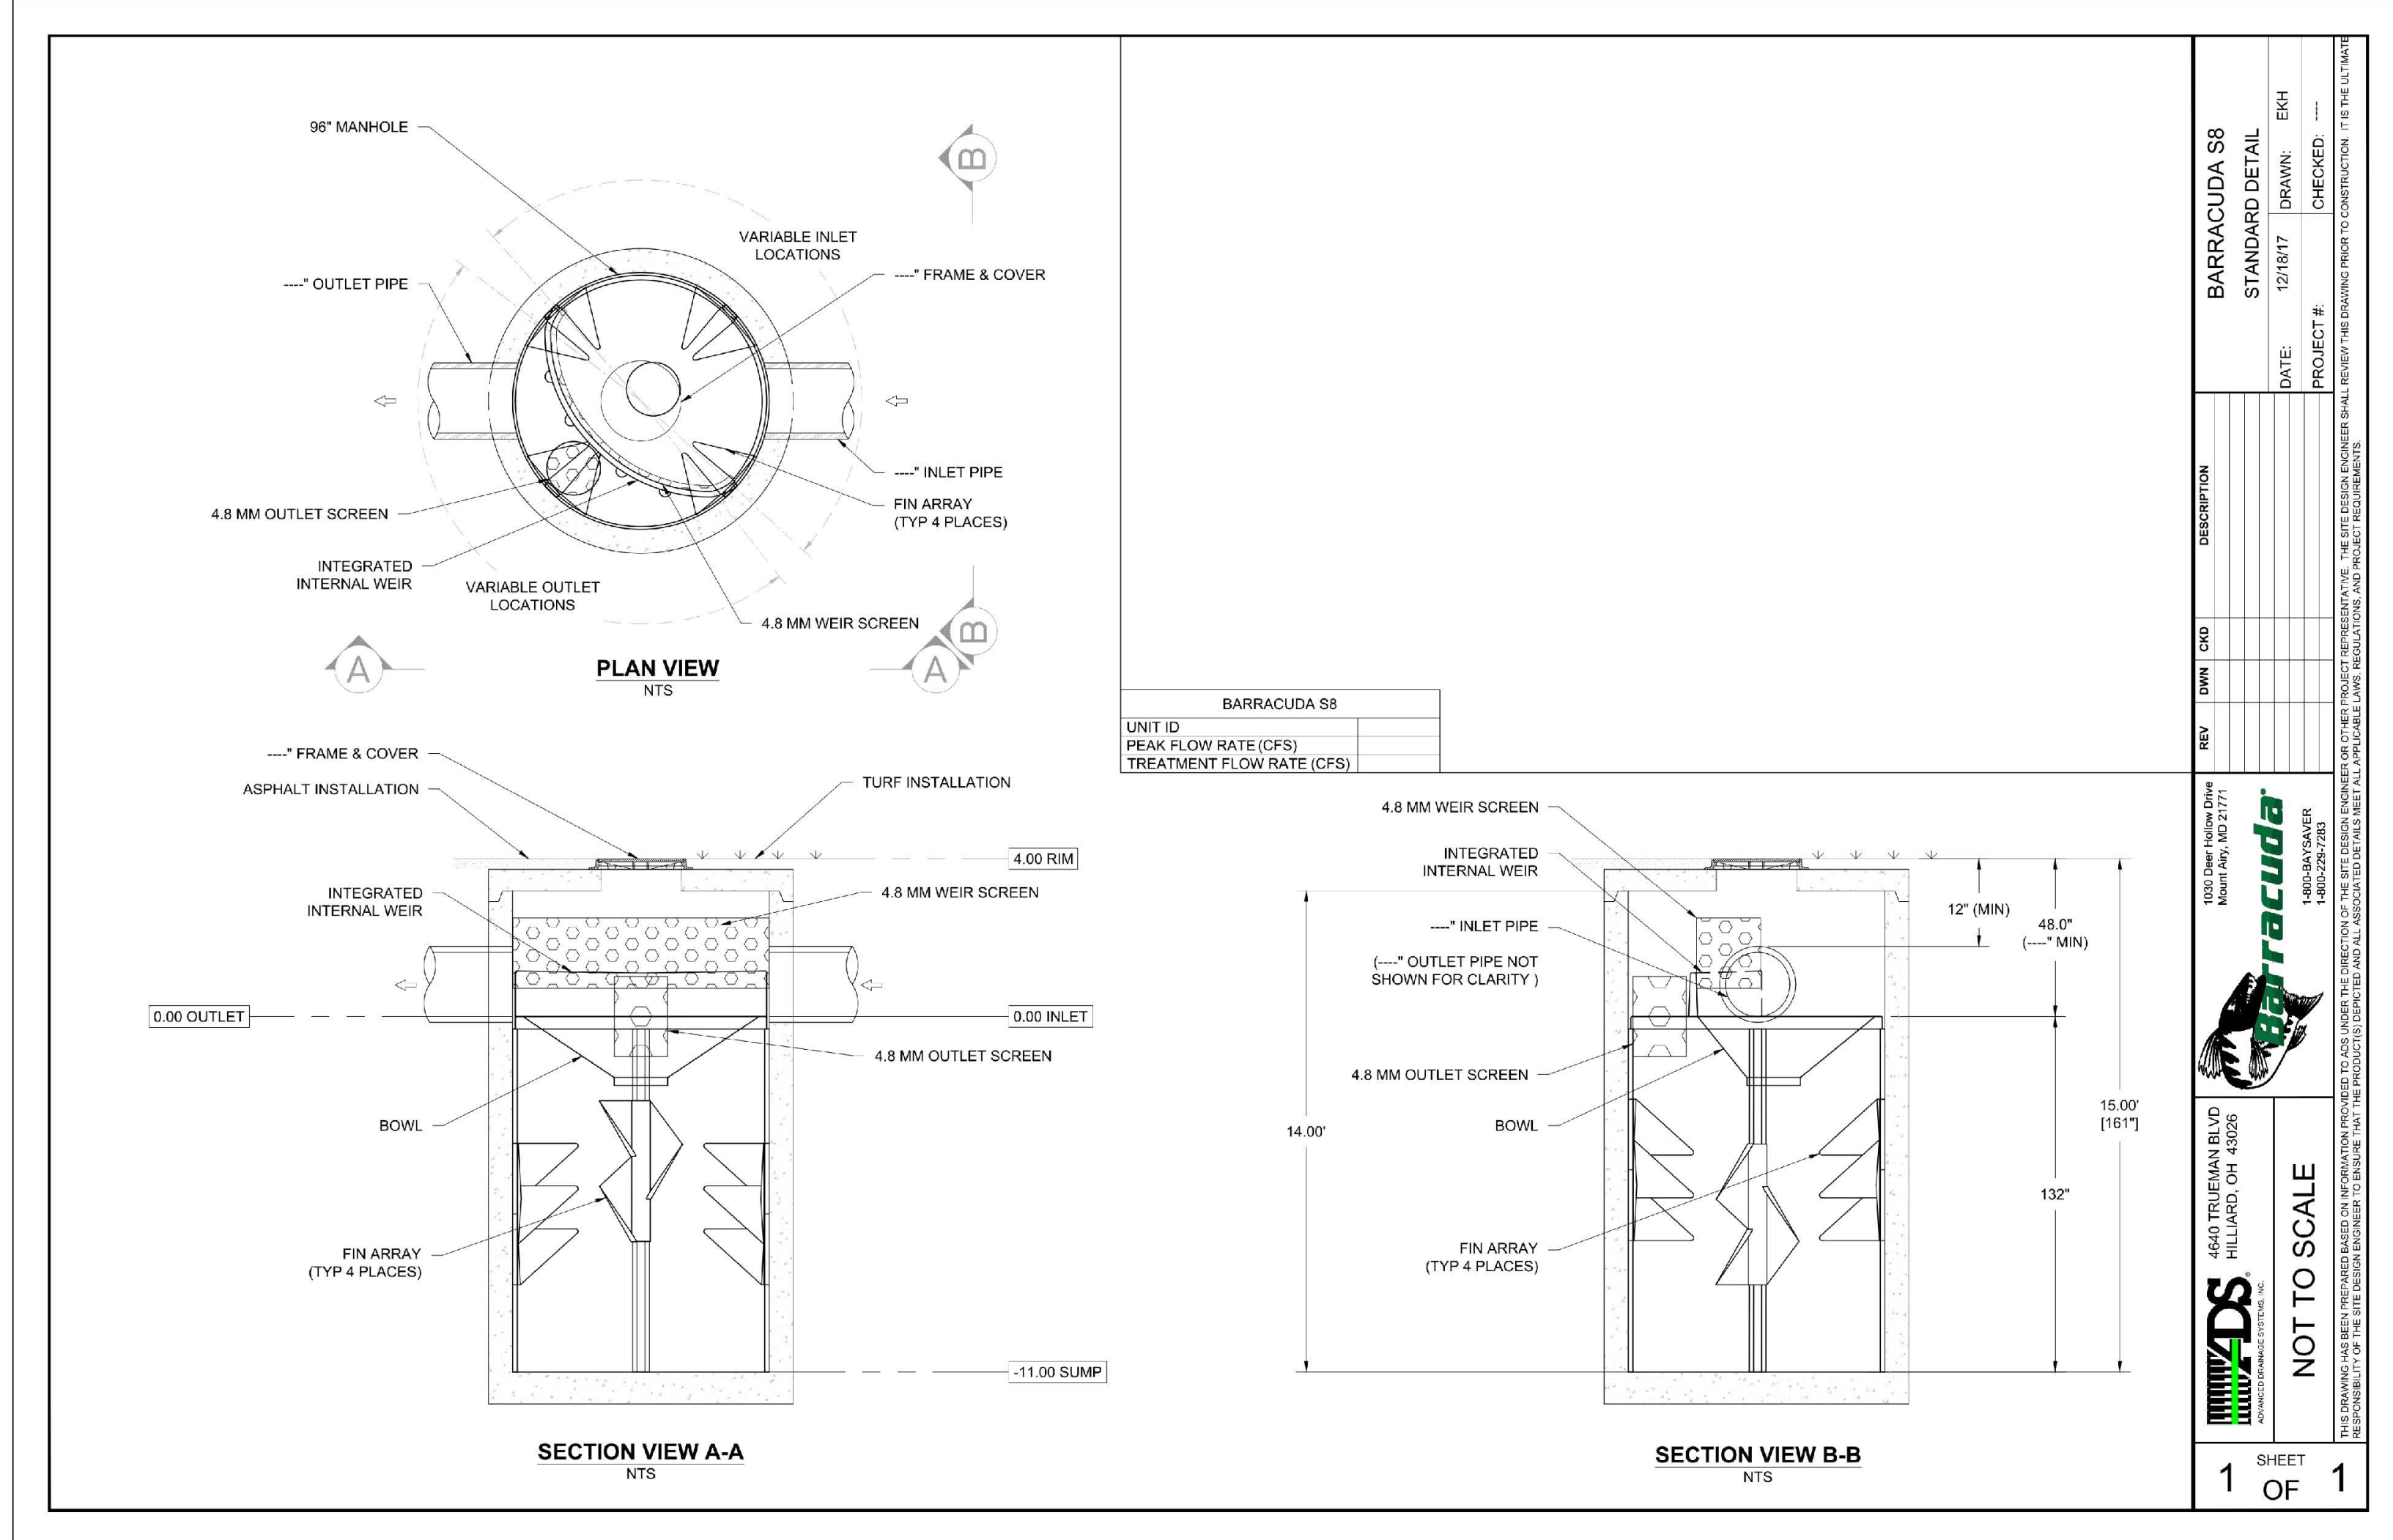 96" MANHOLE
VARIABLE INLET
LOCATIONS
----" OUTLET PIPE
----" FRAME & COVER
----" INLET PIPE
4.8 MM OUTLET SCREEN
FIN ARRAY
(TYP 4 PLACES)
INTEGRATED
INTERNAL WEIR
VARIABLE OUTLET
LOCATIONS
4.8 MM WEIR SCREEN
B
B
A
A
PLAN VIEW
NTS
BARRACUDA S8
UNIT ID
PEAK FLOW RATE (CFS)
TREATMENT FLOW RATE (CFS)
----" FRAME & COVER
ASPHALT INSTALLATION
TURF INSTALLATION
4.00 RIM
INTEGRATED
INTERNAL WEIR
4.8 MM WEIR SCREEN
0.00 OUTLET
0.00 INLET
4.8 MM OUTLET SCREEN
BOWL
FIN ARRAY
(TYP 4 PLACES)
-11.00 SUMP
SECTION VIEW A-A
NTS
4.8 MM WEIR SCREEN
INTEGRATED
INTERNAL WEIR
----" INLET PIPE
(----" OUTLET PIPE NOT
SHOWN FOR CLARITY )
4.8 MM OUTLET SCREEN
BOWL
14.00'
FIN ARRAY
(TYP 4 PLACES)
12" (MIN)
48.0"
(----" MIN)
15.00'
[161"]
132"
SECTION VIEW B-B
NTS
BARRACUDA S8
STANDARD DETAIL
DATE: 12/18/17 DRAWN: EKH
PROJECT #: CHECKED: ----
REV DWN CKD DESCRIPTION
1030 Deer Hollow Drive
Mount Airy, MD 21771
Barracuda®
1-800-BAYSAVER
1-800-229-7283
4640 TRUEMAN BLVD
HILLIARD, OH 43026
ADS®
ADVANCED DRAINAGE SYSTEMS, INC.
NOT TO SCALE
THIS DRAWING HAS BEEN PREPARED BASED ON INFORMATION PROVIDED TO ADS UNDER THE DIRECTION OF THE SITE DESIGN ENGINEER OR OTHER PROJECT REPRESENTATIVE. THE SITE DESIGN ENGINEER SHALL REVIEW THIS DRAWING PRIOR TO CONSTRUCTION. IT IS THE ULTIMATE
RESPONSIBILITY OF THE SITE DESIGN ENGINEER TO ENSURE THAT THE PRODUCT(S) DEPICTED AND ALL ASSOCIATED DETAILS MEET ALL APPLICABLE LAWS, REGULATIONS, AND PROJECT REQUIREMENTS.
SHEET
1 OF 1